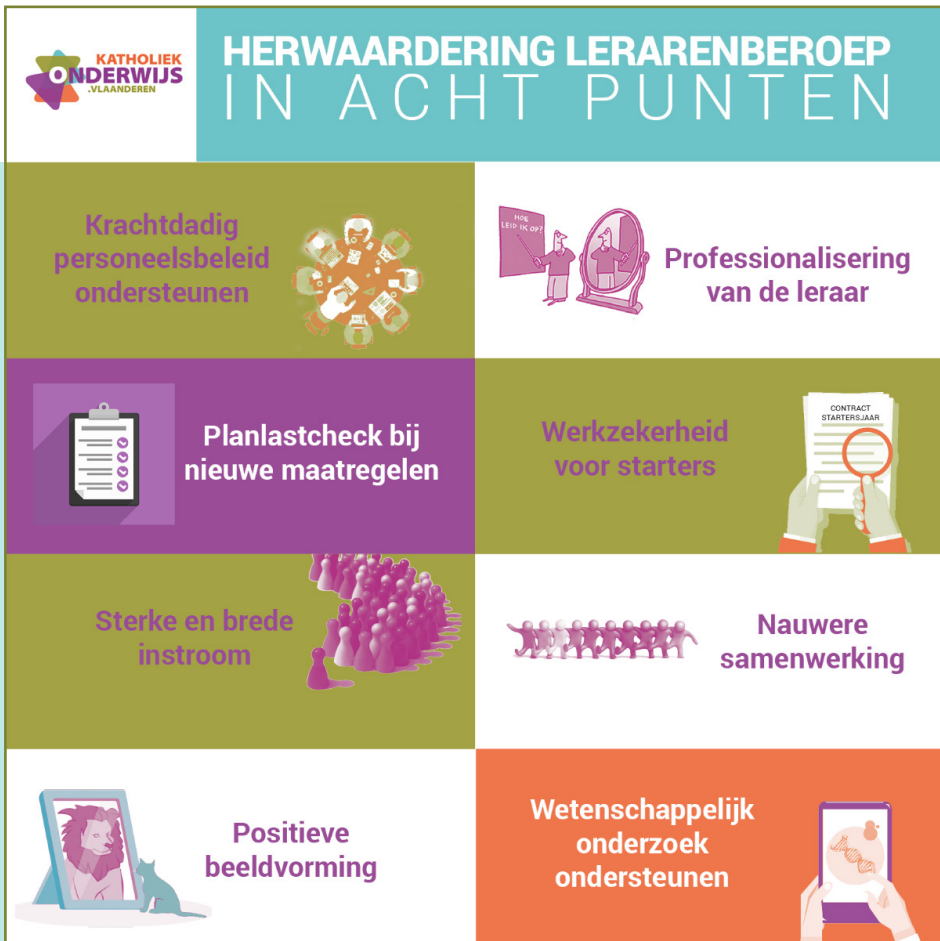 KATHOLIEK
ONDERWIJS
.VLAANDEREN
HERWAARDERING LERARENBEROEP
IN ACHT PUNTEN
Krachtdadig
personeelsbeleid
ondersteunen
HOE
LEID IK OP?
Professionalisering
van de leraar
Planlastcheck bij
nieuwe maatregelen
Werkzekerheid
voor starters
CONTRACT
STARTERSJAAR
Sterke en brede
instroom
Nauwere
samenwerking
Positieve
beeldvorming
Wetenschappelijk
onderzoek
ondersteunen